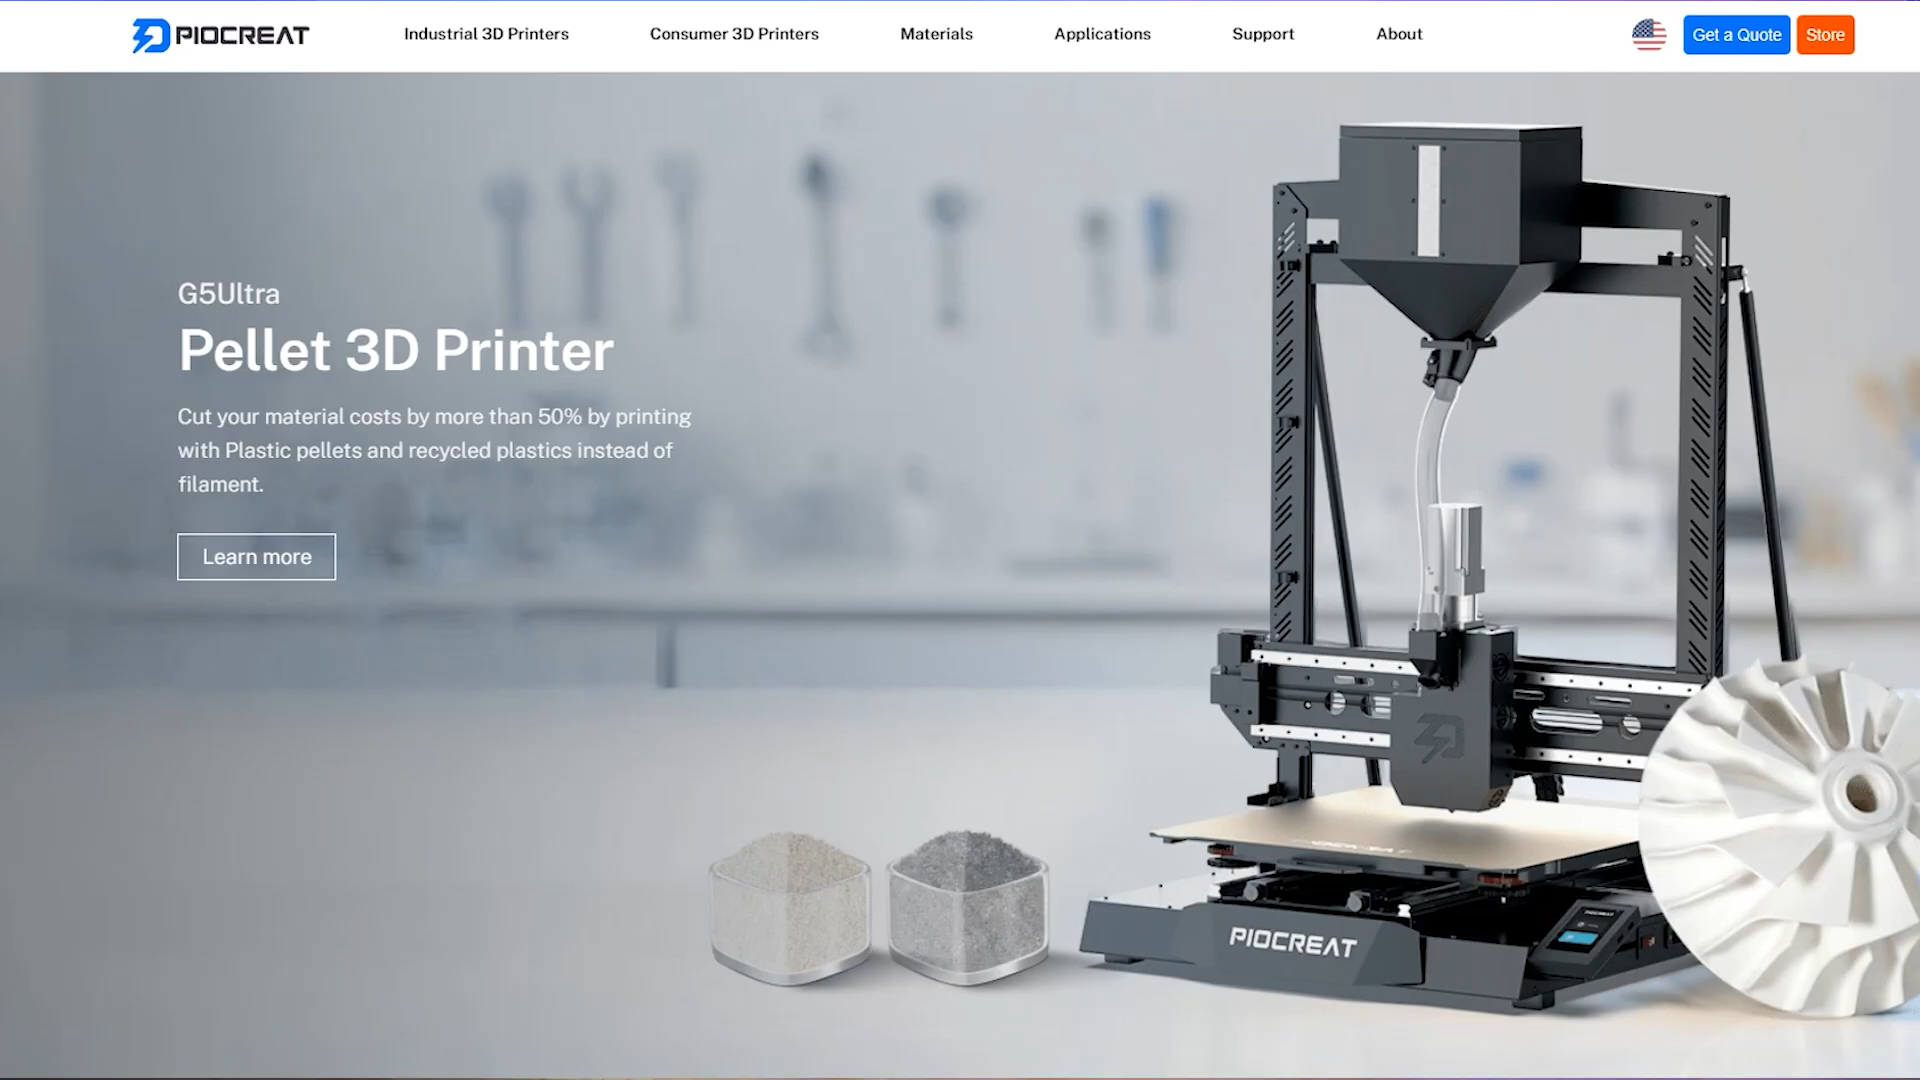 PIOCREAT
Industrial 3D Printers
Consumer 3D Printers
Materials
Applications
Support
About
Get a Quote
Store
G5Ultra
Pellet 3D Printer
Cut your material costs by more than 50% by printing
with Plastic pellets and recycled plastics instead of
filament.
Learn more
PIOCREAT